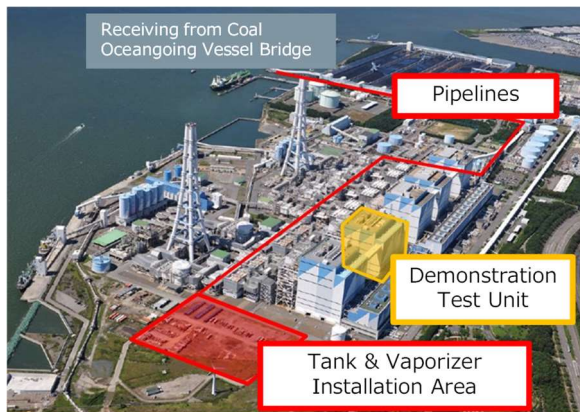 Receiving from Coal
Oceangoing Vessel Bridge
Pipelines
Demonstration
Test Unit
Tank & Vaporizer
Installation Area